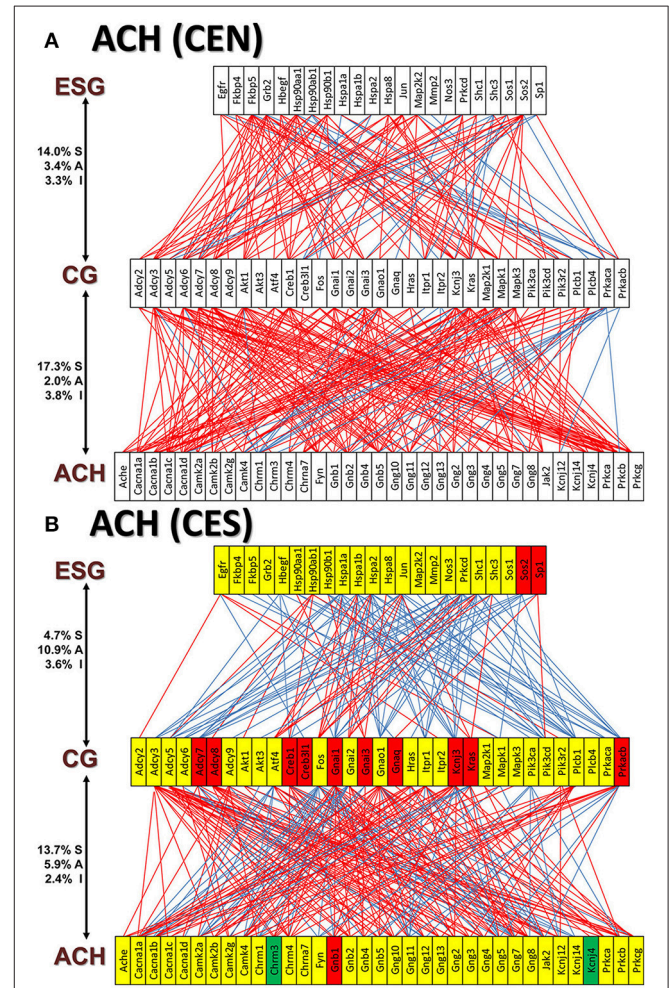 A ACH (CEN)
ESG
Egfr Fkbp4 Fkbp5 Grb2 Hbegf Hsp90aa1 Hsp90ab1 Hsp90b1 Hspa1a Hspa1b Hspa2 Hspa8 Jun Map2k2 Mmp2 Nos3 Prkcd Shc1 Shc3 Sos1 Sos2 Sp1
14.0% S
3.4% A
3.3% I
CG
Adcy2 Adcy3 Adcy5 Adcy6 Adcy7 Adcy8 Adcy9 Akt1 Akt3 Atf4 Creb1 Creb3l1 Fos Gnai1 Gnai2 Gnai3 Gnao1 Gnaq Hras Itpr1 Itpr2 Kcnj3 Kras Map2k1 Mapk1 Mapk3 Pik3ca Pik3cd Pik3r2 Plcb1 Plcb4 Prkaca Prkacb
17.3% S
2.0% A
3.8% I
ACH
Ache Cacna1a Cacna1b Cacna1c Cacna1d Camk2a Camk2b Camk2g Camk4 Chrm1 Chrm3 Chrm4 Chrna7 Fyn Gnb1 Gnb2 Gnb4 Gnb5 Gng10 Gng11 Gng12 Gng13 Gng2 Gng3 Gng4 Gng5 Gng7 Gng8 Jak2 Kcnj12 Kcnj14 Kcnj4 Prkca Prkcb Prkcg
B ACH (CES)
ESG
Egfr Fkbp4 Fkbp5 Grb2 Hbegf Hsp90aa1 Hsp90ab1 Hsp90b1 Hspa1a Hspa1b Hspa2 Hspa8 Jun Map2k2 Mmp2 Nos3 Prkcd Shc1 Shc3 Sos1 Sos2 Sp1
4.7% S
10.9% A
3.6% I
CG
Adcy2 Adcy3 Adcy5 Adcy6 Adcy7 Adcy8 Adcy9 Akt1 Akt3 Atf4 Creb1 Creb3l1 Fos Gnai1 Gnai2 Gnai3 Gnao1 Gnaq Hras Itpr1 Itpr2 Kcnj3 Kras Map2k1 Mapk1 Mapk3 Pik3ca Pik3cd Pik3r2 Plcb1 Plcb4 Prkaca Prkacb
13.7% S
5.9% A
2.4% I
ACH
Ache Cacna1a Cacna1b Cacna1c Cacna1d Camk2a Camk2b Camk2g Camk4 Chrm1 Chrm3 Chrm4 Chrna7 Fyn Gnb1 Gnb2 Gnb4 Gnb5 Gng10 Gng11 Gng12 Gng13 Gng2 Gng3 Gng4 Gng5 Gng7 Gng8 Jak2 Kcnj12 Kcnj14 Kcnj4 Prkca Prkcb Prkcg